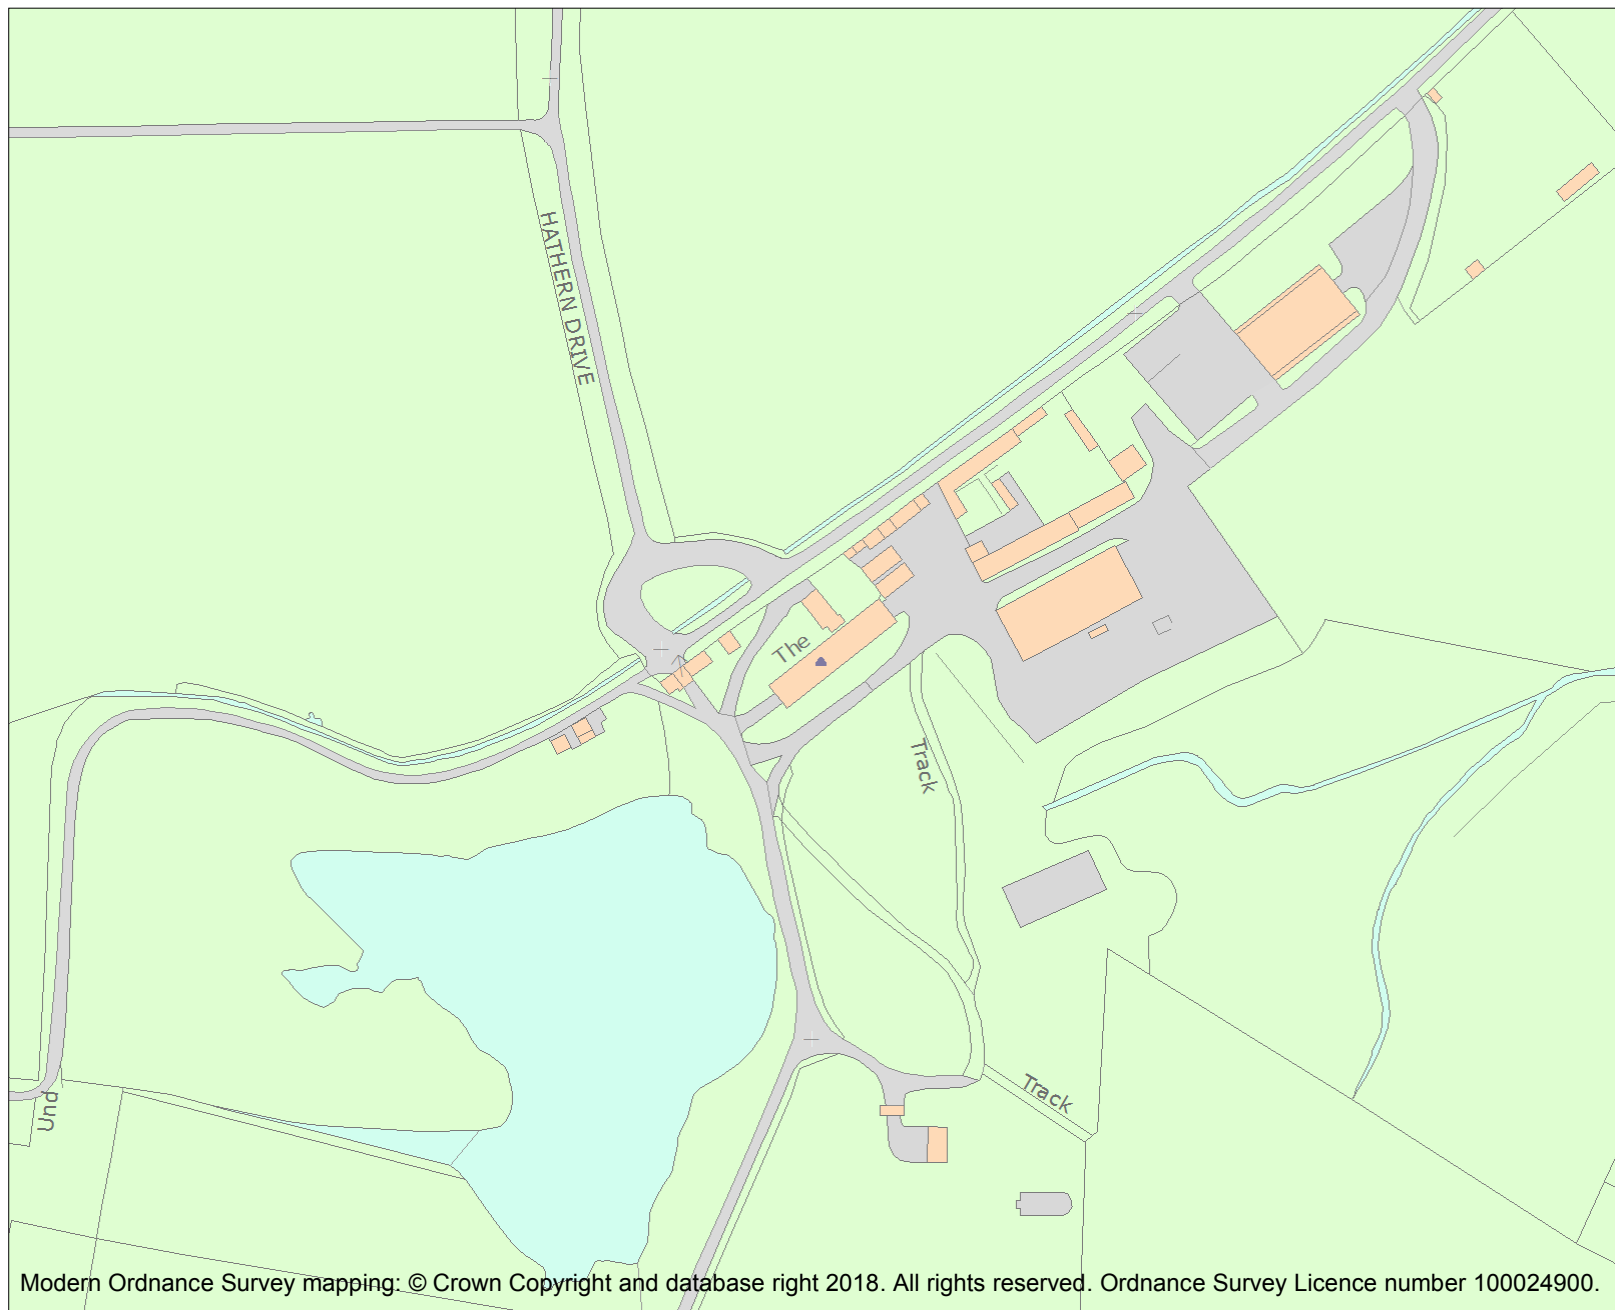 HATHERN DRIVE
The
Track
Track
Und
Modern Ordnance Survey mapping: © Crown Copyright and database right 2018. All rights reserved. Ordnance Survey Licence number 100024900.